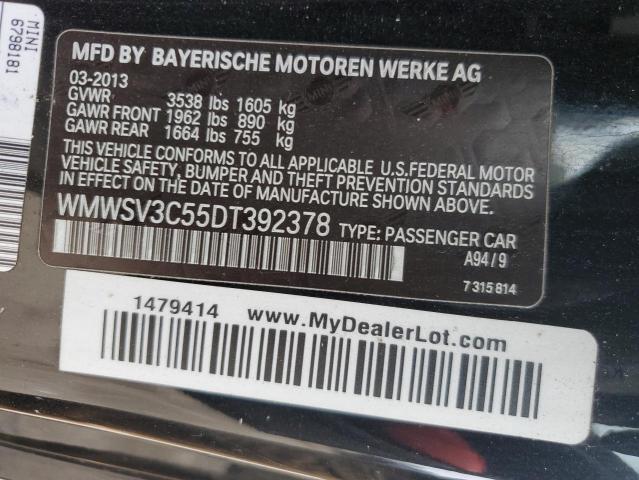 MINI
6798181
MFD BY BAYERISCHE MOTOREN WERKE AG
03-2013
GVWR: 3538 lbs 1605 kg
GAWR FRONT 1962 lbs 890 kg
GAWR REAR 1664 lbs 755 kg
THIS VEHICLE CONFORMS TO ALL APPLICABLE U.S.FEDERAL MOTOR
VEHICLE SAFETY, BUMPER AND THEFT PREVENTION STANDARDS
IN EFFECT ON THE DATE OF MANUFACTURE SHOWN ABOVE.
WMWSV3C55DT392378 TYPE: PASSENGER CAR
A94/9
7 315 814
1479414 www.MyDealerLot.com